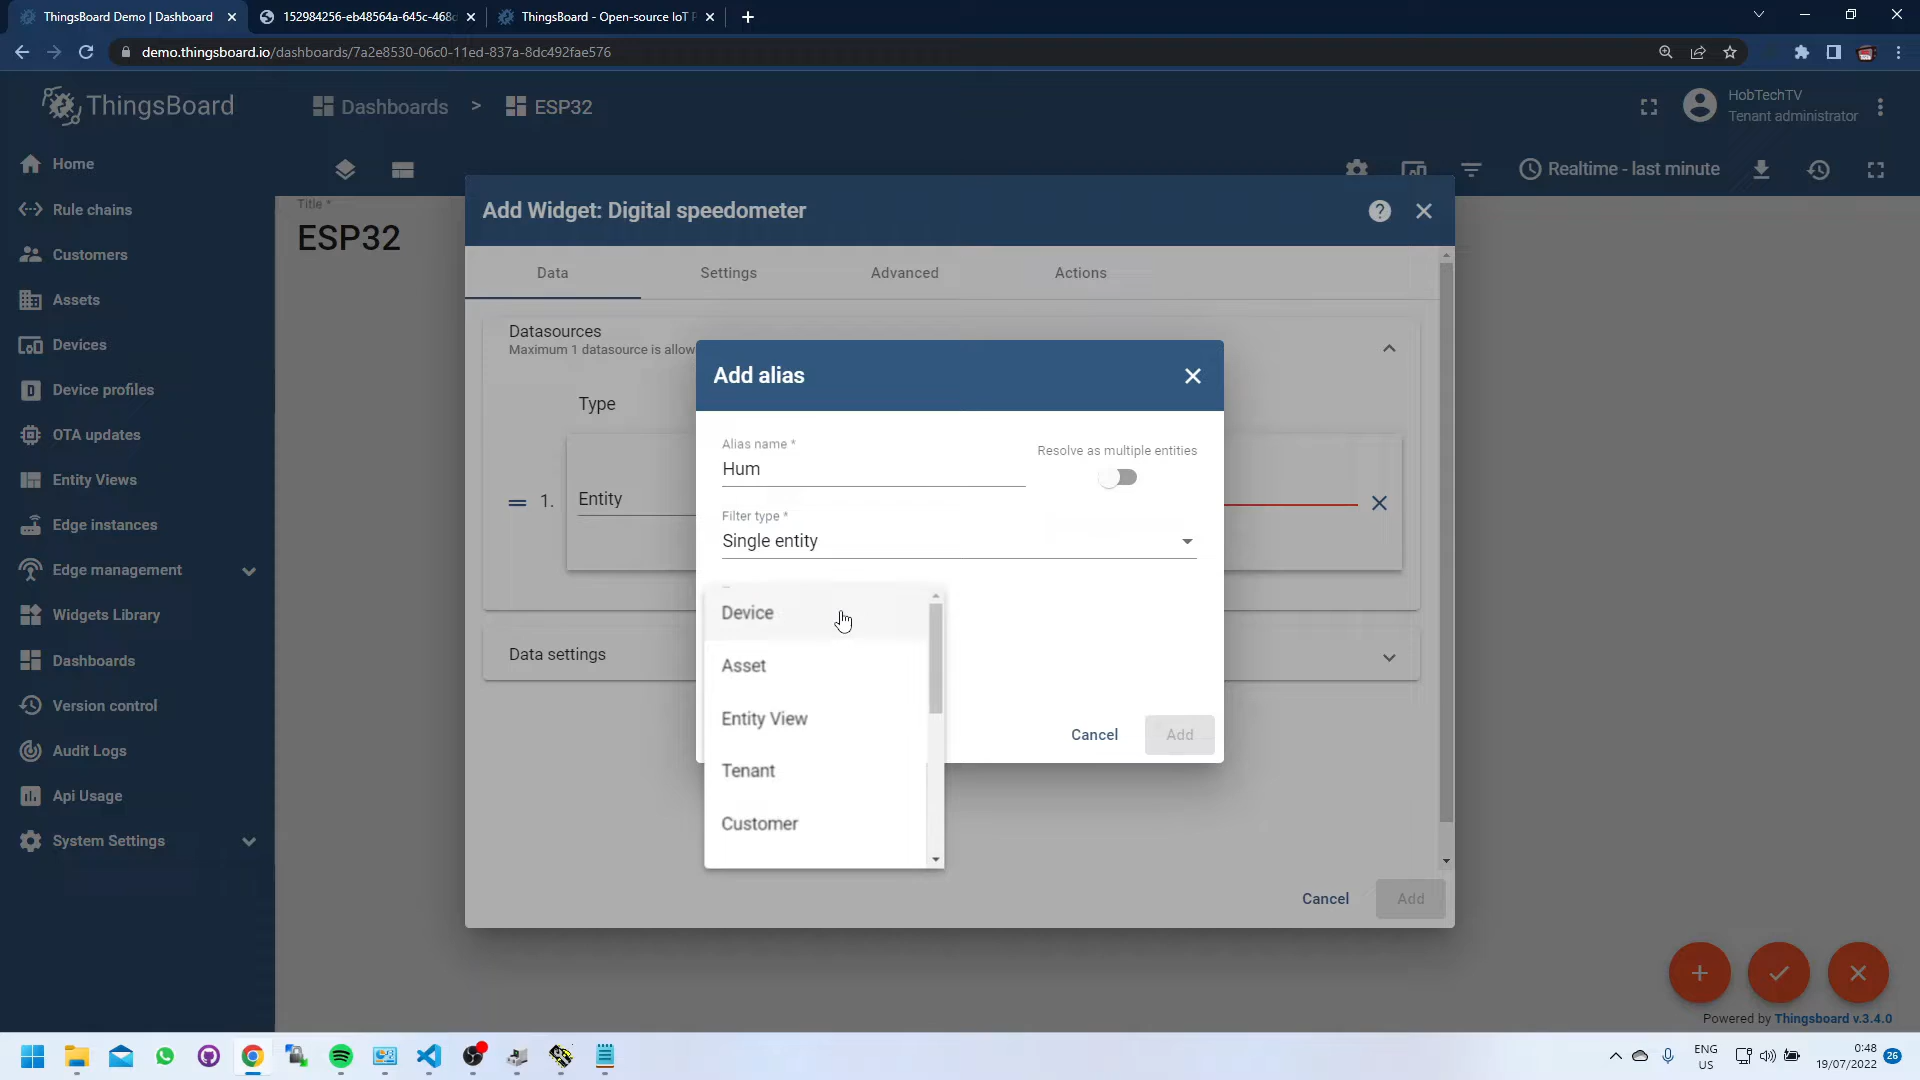 ThingsBoard Demo | Dashboard
152984256-eb48564a-645c-468d
ThingsBoard - Open-source IoT P
demo.thingsboard.io/dashboards/7a2e8530-06c0-11ed-837a-8dc492fae576
ThingsBoard
Dashboards > ESP32
HobTechTV
Tenant administrator
Home
Rule chains
Customers
Assets
Devices
Device profiles
OTA updates
Entity Views
Edge instances
Edge management
Widgets Library
Dashboards
Version control
Audit Logs
Api Usage
System Settings
Realtime - last minute
Title *
ESP32
Add Widget: Digital speedometer
Data
Settings
Advanced
Actions
Datasources
Maximum 1 datasource is allow
Type
1.
Entity
Data settings
Cancel
Add
Add alias
Alias name *
Hum
Resolve as multiple entities
Filter type *
Single entity
Device
Asset
Entity View
Tenant
Customer
Cancel
Add
Powered by Thingsboard v.3.4.0
ENG
US
0:48
19/07/2022
26